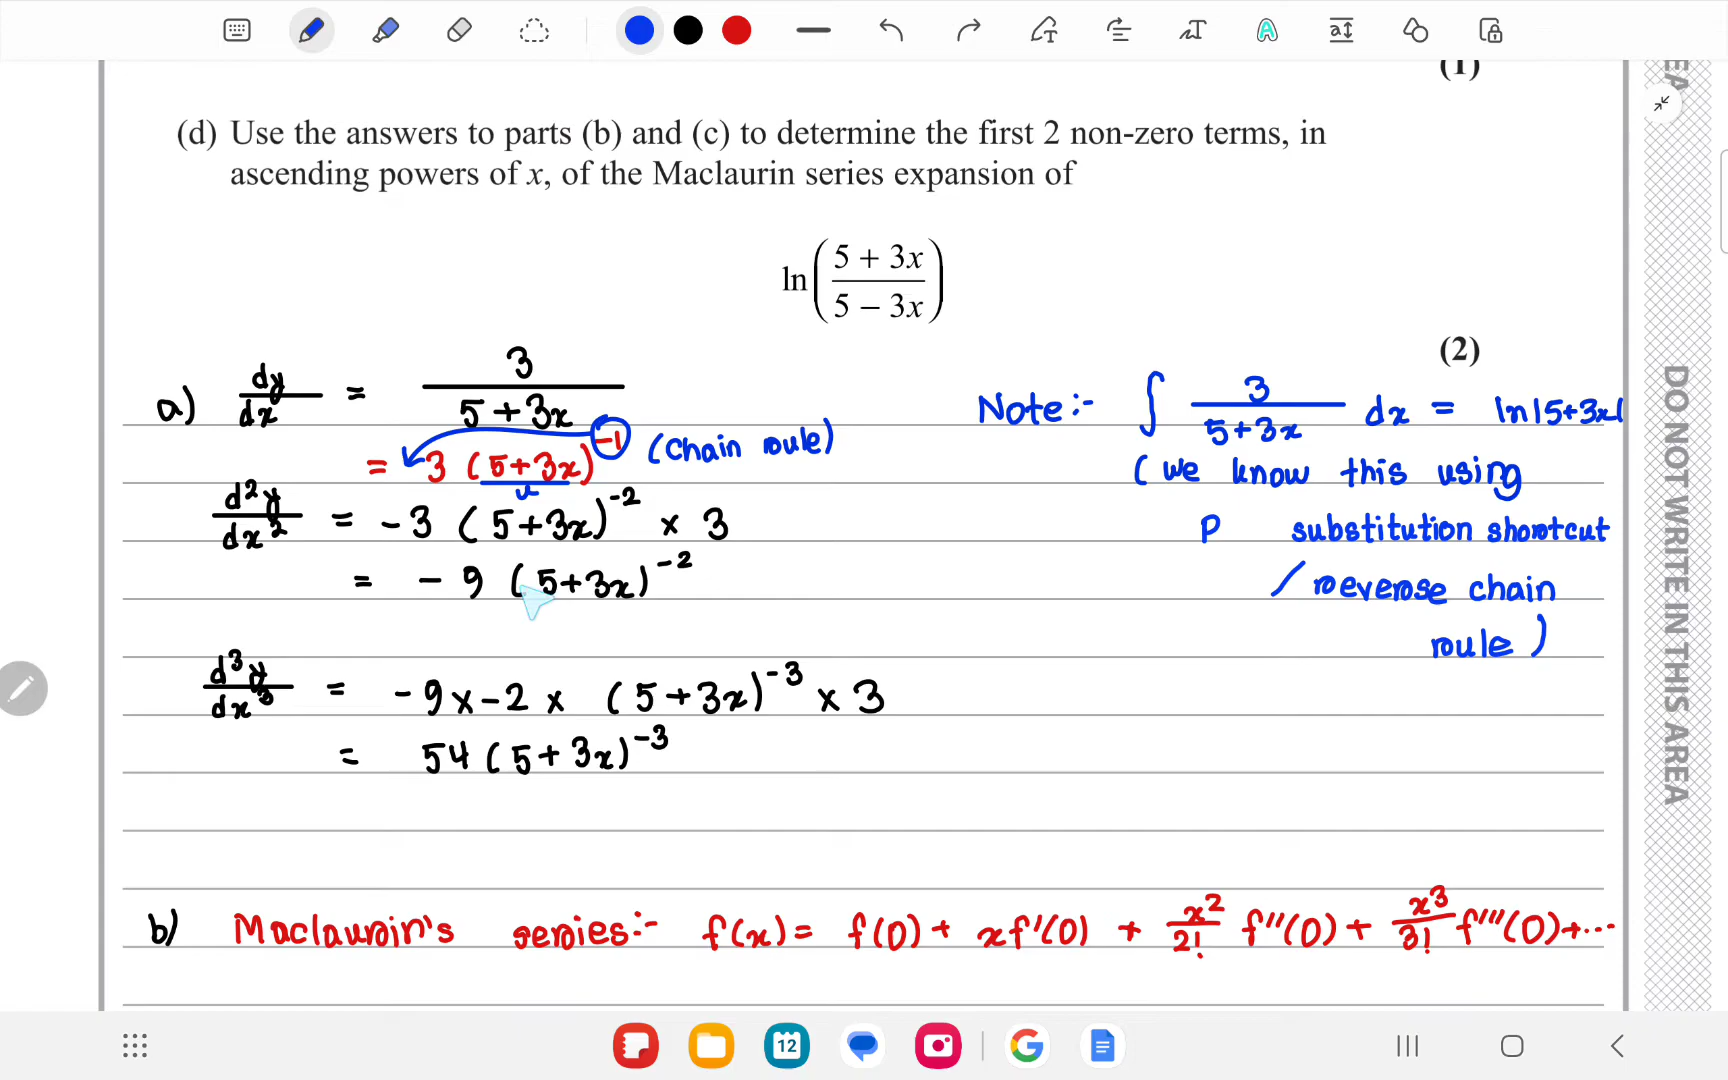 (1)
(d) Use the answers to parts (b) and (c) to determine the first 2 non-zero terms, in
ascending powers of x, of the Maclaurin series expansion of
ln((5 + 3x)/(5 − 3x))
(2)
a) dy/dx = 3/(5+3x)
= 3(5+3x)^-1 (Chain rule)
u
d²y/dx² = -3 (5+3x)^-2 × 3
= -9 (5+3x)^-2
d³y/dx³ = -9×-2 × (5+3x)^-3 × 3
= 54 (5+3x)^-3
Note:- ∫ 3/(5+3x) dx = ln|5+3x|
(we know this using
substitution shortcut
/ reverse chain
rule)
b) Maclaurin's series:- f(x) = f(0) + xf'(0) + x²/2! f''(0) + x³/3! f'''(0)+...
DO NOT WRITE IN THIS AREA
12